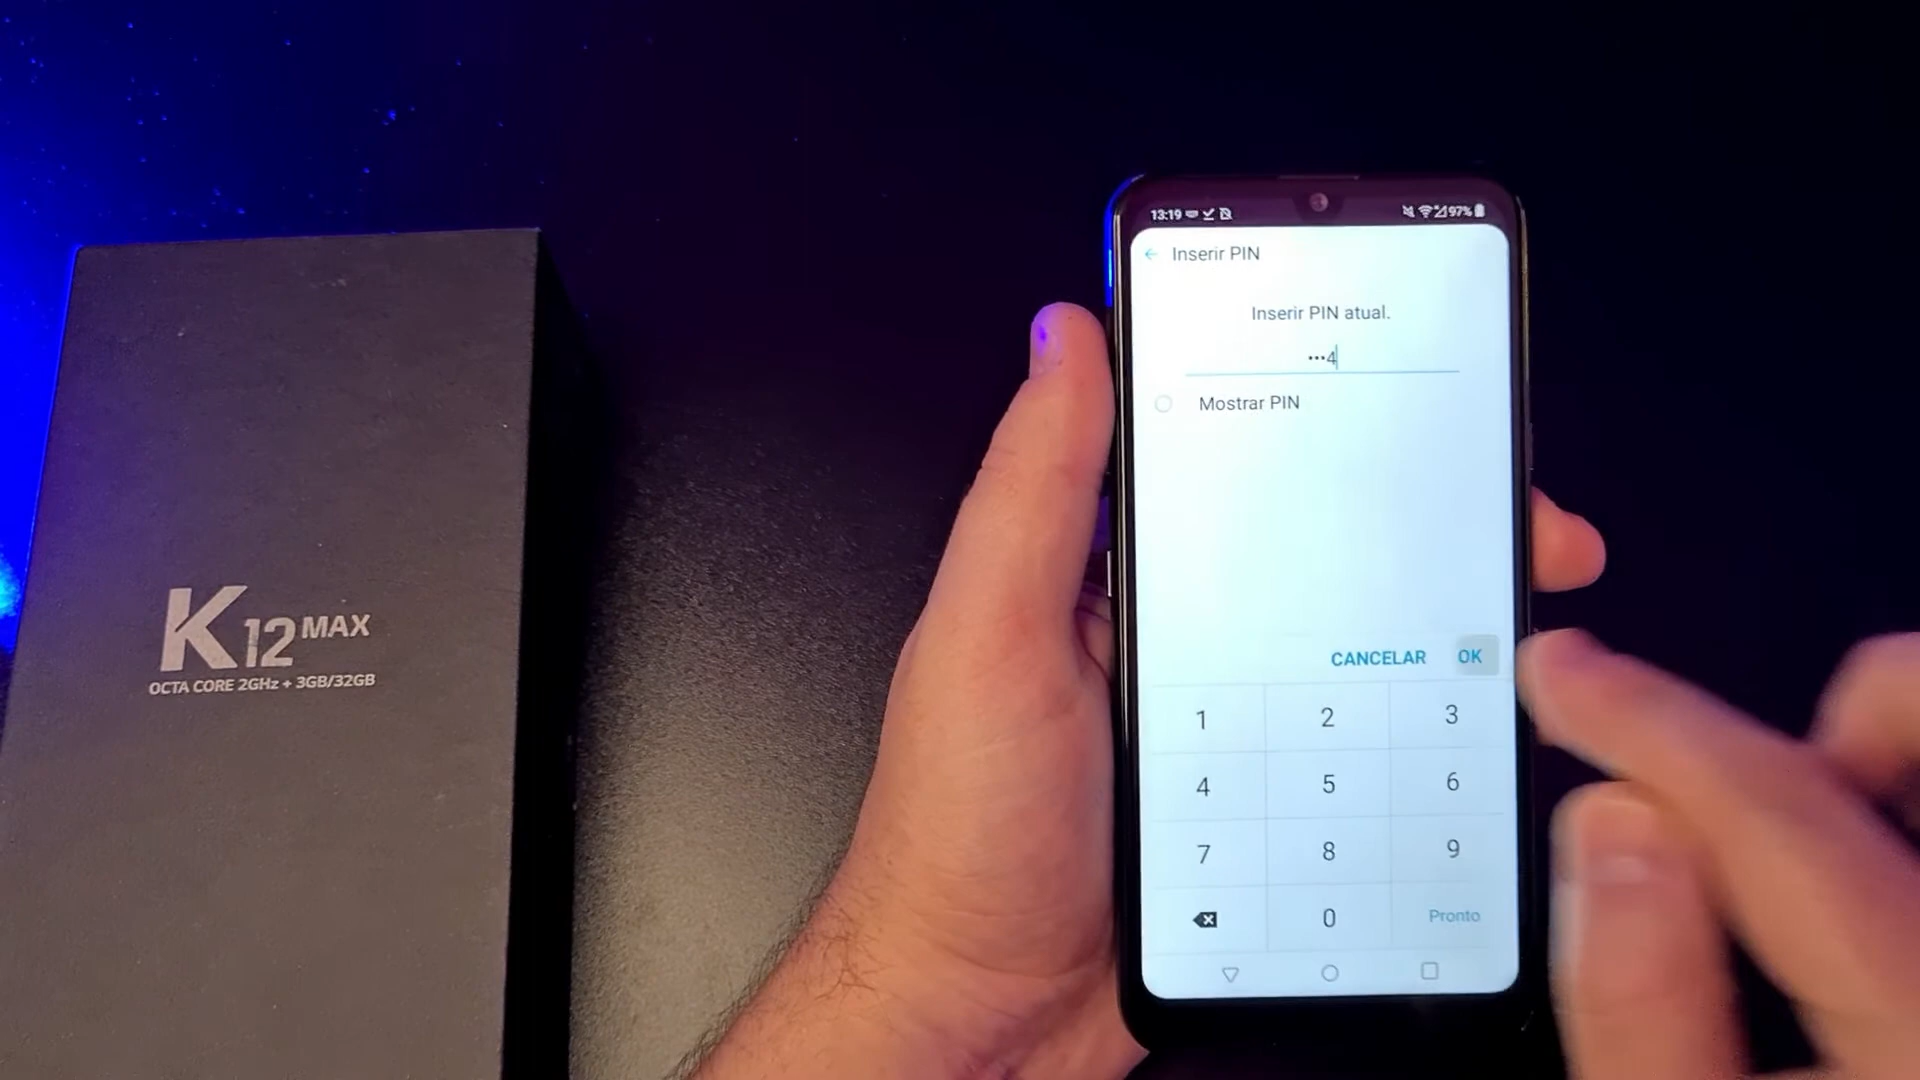 K12 MAX
OCTA CORE 2GHz + 3GB/32GB
13:19 97%
Inserir PIN
Inserir PIN atual.
•••4
Mostrar PIN
CANCELAR OK
1 2 3
4 5 6
7 8 9
0 Pronto